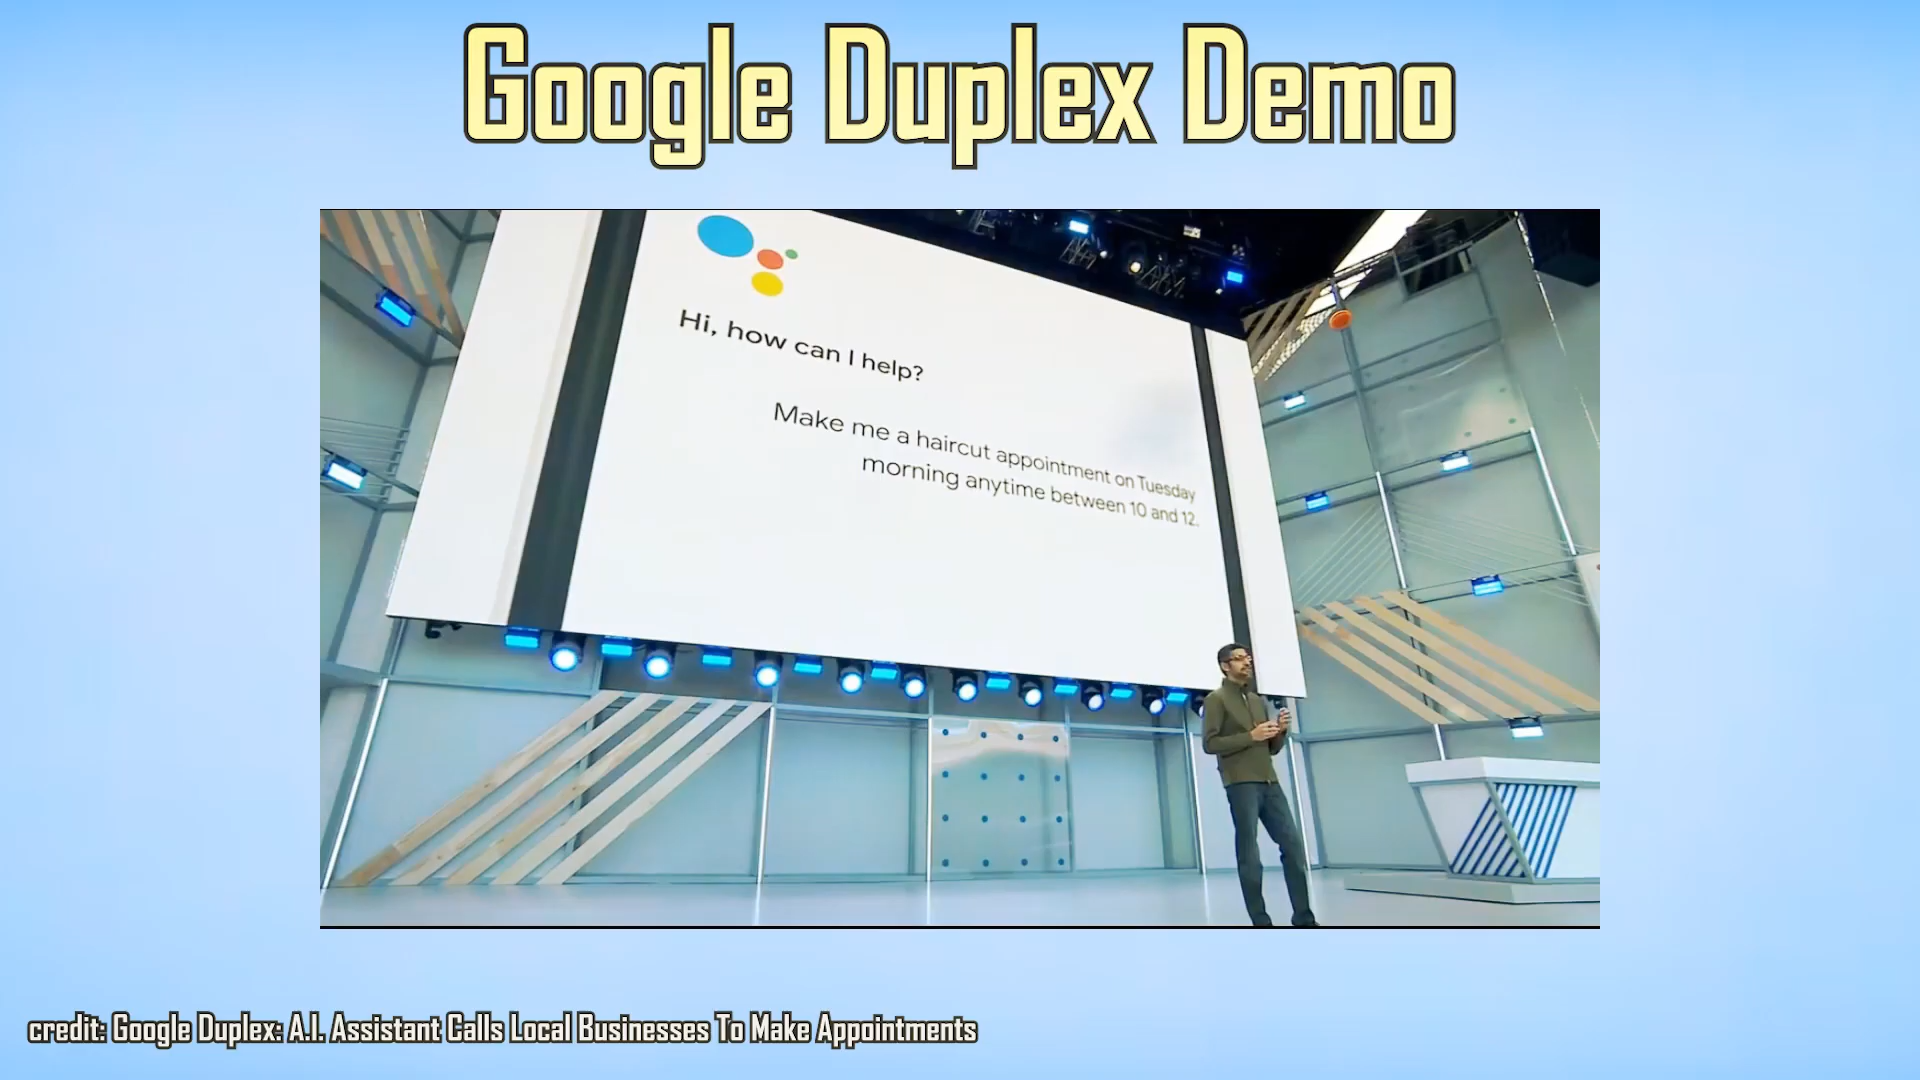 Google Duplex Demo
Hi, how can I help?
Make me a haircut appointment on Tuesday
morning anytime between 10 and 12.
credit: Google Duplex: A.I. Assistant Calls Local Businesses To Make Appointments